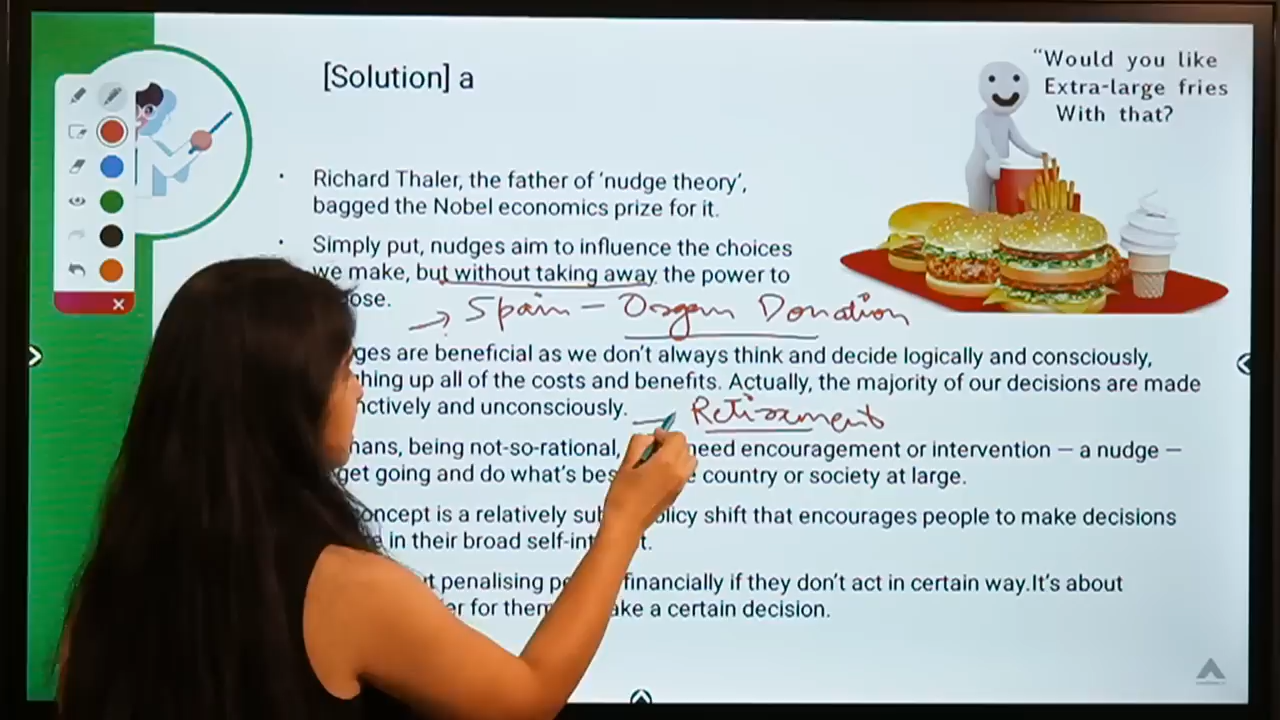 [Solution] a
"Would you like
Extra-large fries
With that?
Richard Thaler, the father of 'nudge theory',
bagged the Nobel economics prize for it.
Simply put, nudges aim to influence the choices
we make, but without taking away the power to
ose.
→ Spain - Organ Donation
ges are beneficial as we don't always think and decide logically and consciously,
hing up all of the costs and benefits. Actually, the majority of our decisions are made
nctively and unconsciously.
Retirement
ans, being not-so-rational, need encouragement or intervention — a nudge —
get going and do what's bes country or society at large.
oncept is a relatively sub licy shift that encourages people to make decisions
in their broad self-int t.
t penalising pe financially if they don't act in certain way.It's about
er for them ake a certain decision.